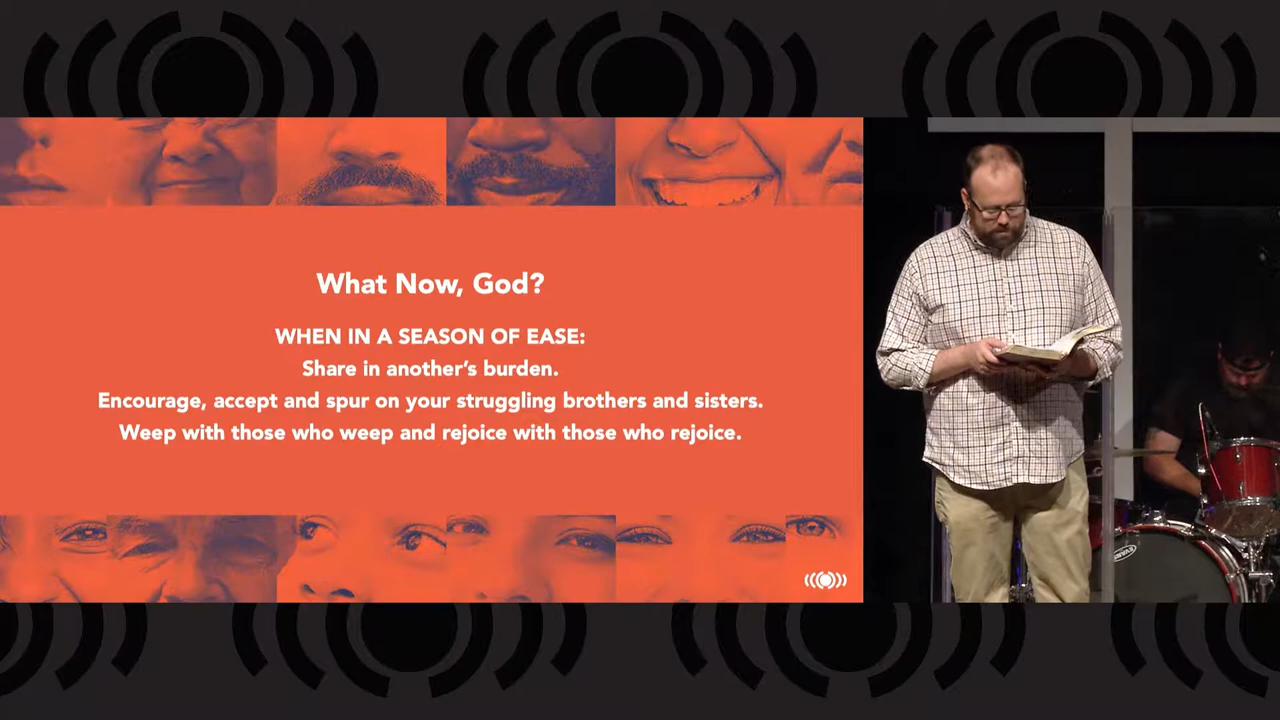 What Now, God?
WHEN IN A SEASON OF EASE:
Share in another's burden.
Encourage, accept and spur on your struggling brothers and sisters.
Weep with those who weep and rejoice with those who rejoice.
EVANS